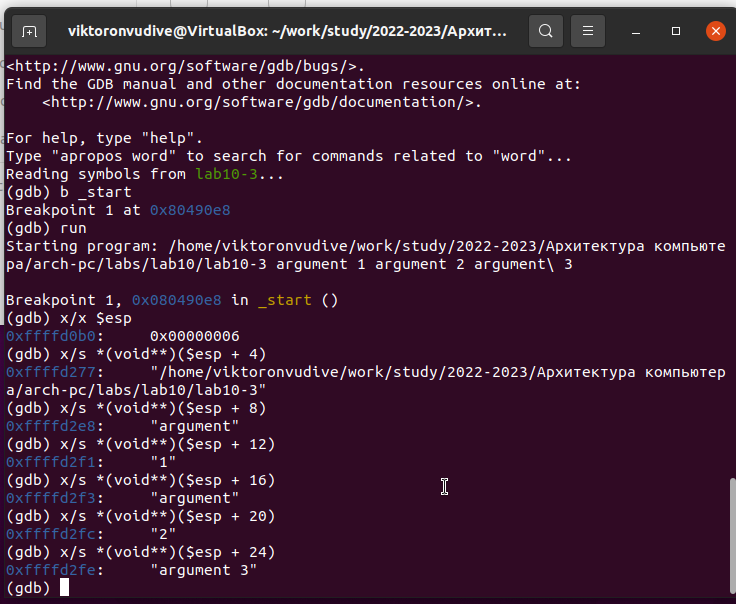 viktoronvudive@VirtualBox: ~/work/study/2022-2023/Архит...
<http://www.gnu.org/software/gdb/bugs/>.
Find the GDB manual and other documentation resources online at:
    <http://www.gnu.org/software/gdb/documentation/>.

For help, type "help".
Type "apropos word" to search for commands related to "word"...
Reading symbols from lab10-3...
(gdb) b _start
Breakpoint 1 at 0x80490e8
(gdb) run
Starting program: /home/viktoronvudive/work/study/2022-2023/Архитектура компьюте
ра/arch-pc/labs/lab10/lab10-3 argument 1 argument 2 argument\ 3

Breakpoint 1, 0x080490e8 in _start ()
(gdb) x/x $esp
0xffffd0b0:     0x00000006
(gdb) x/s *(void**)($esp + 4)
0xffffd277:     "/home/viktoronvudive/work/study/2022-2023/Архитектура компьютер
а/arch-pc/labs/lab10/lab10-3"
(gdb) x/s *(void**)($esp + 8)
0xffffd2e8:     "argument"
(gdb) x/s *(void**)($esp + 12)
0xffffd2f1:     "1"
(gdb) x/s *(void**)($esp + 16)
0xffffd2f3:     "argument"
(gdb) x/s *(void**)($esp + 20)
0xffffd2fc:     "2"
(gdb) x/s *(void**)($esp + 24)
0xffffd2fe:     "argument 3"
(gdb)